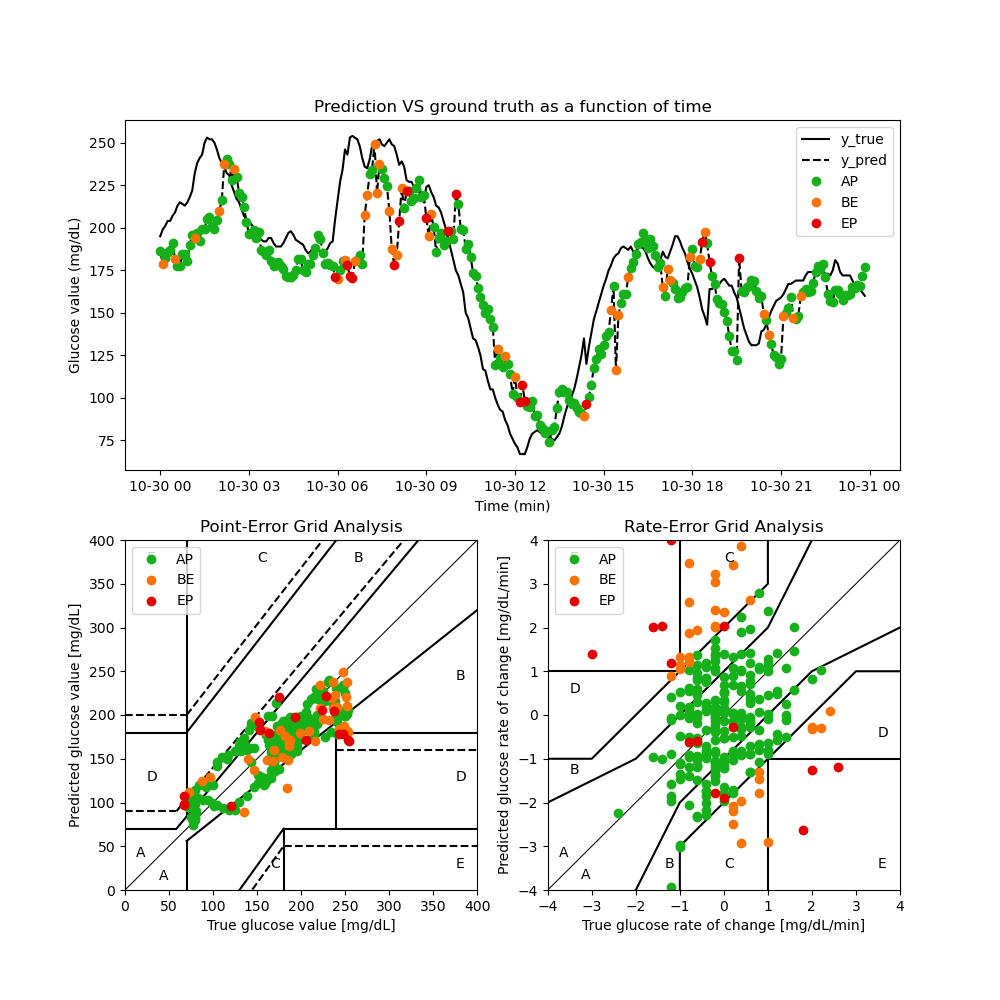 Prediction VS ground truth as a function of time
Glucose value (mg/dL)
250
225
200
175
150
125
100
75
y_true
y_pred
AP
BE
EP
10-30 00 10-30 03 10-30 06 10-30 09 10-30 12 10-30 15 10-30 18 10-30 21 10-31 00
Time (min)
Point-Error Grid Analysis
Predicted glucose value [mg/dL]
400
350
300
250
200
150
100
50
0
AP
BE
EP
C
B
B
D
D
A
A
C
E
0 50 100 150 200 250 300 350 400
True glucose value [mg/dL]
Rate-Error Grid Analysis
Predicted glucose rate of change [mg/dL/min]
4
3
2
1
0
−1
−2
−3
−4
AP
BE
EP
C
D
D
B
A
A
B
C
E
−4 −3 −2 −1 0 1 2 3 4
True glucose rate of change [mg/dL/min]